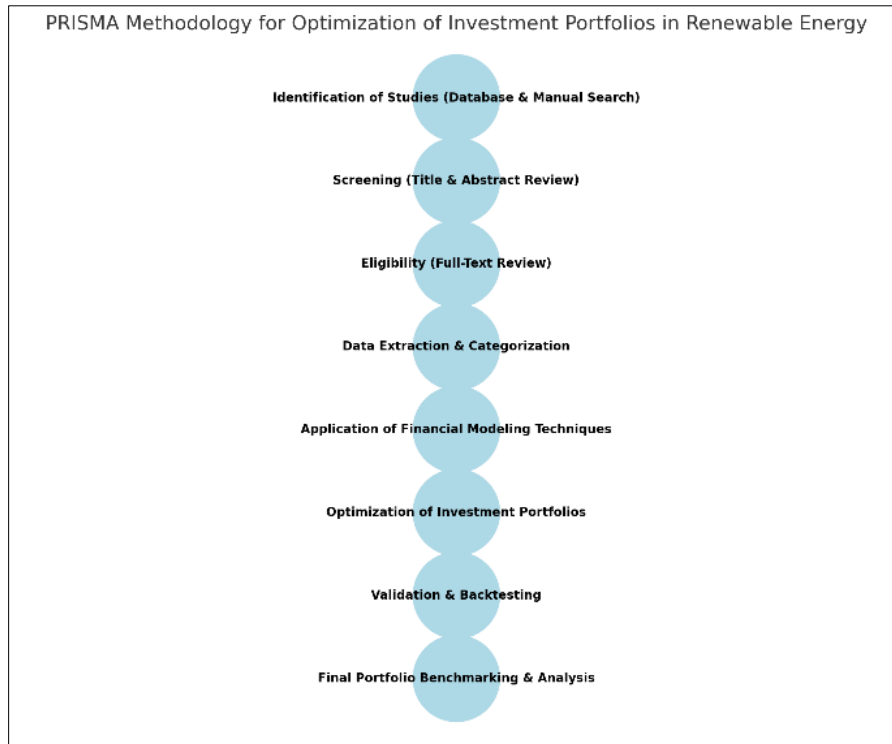 PRISMA Methodology for Optimization of Investment Portfolios in Renewable Energy
Identification of Studies (Database & Manual Search)
Screening (Title & Abstract Review)
Eligibility (Full-Text Review)
Data Extraction & Categorization
Application of Financial Modeling Techniques
Optimization of Investment Portfolios
Validation & Backtesting
Final Portfolio Benchmarking & Analysis